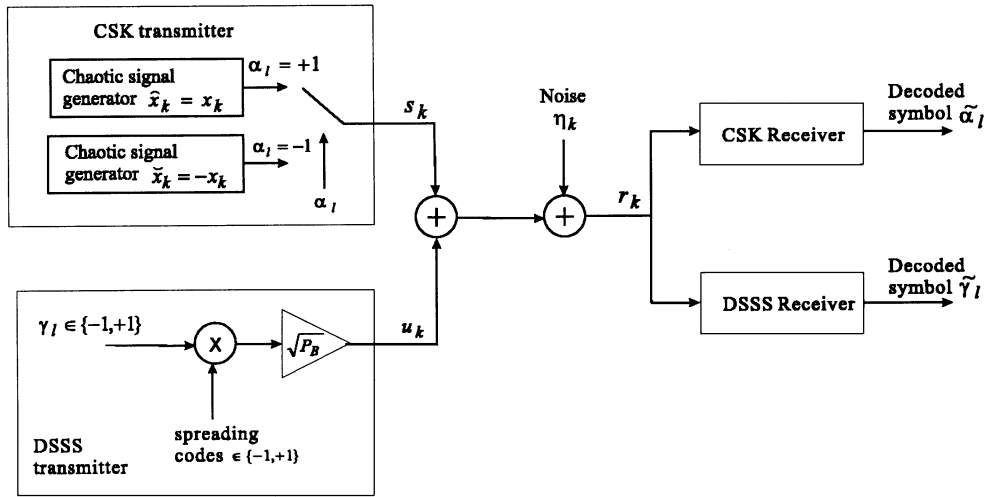 CSK transmitter
Chaotic signal
generator x̂ₖ = xₖ
αₗ = +1
Chaotic signal
generator x̆ₖ = −xₖ
αₗ = −1
αₗ
sₖ
Noise
ηₖ
rₖ
CSK Receiver
Decoded
symbol α̃ₗ
DSSS Receiver
Decoded
symbol γ̃ₗ
γₗ ∈ {−1,+1}
X
√P_B
uₖ
spreading
codes ∈ {−1,+1}
DSSS
transmitter
+
+